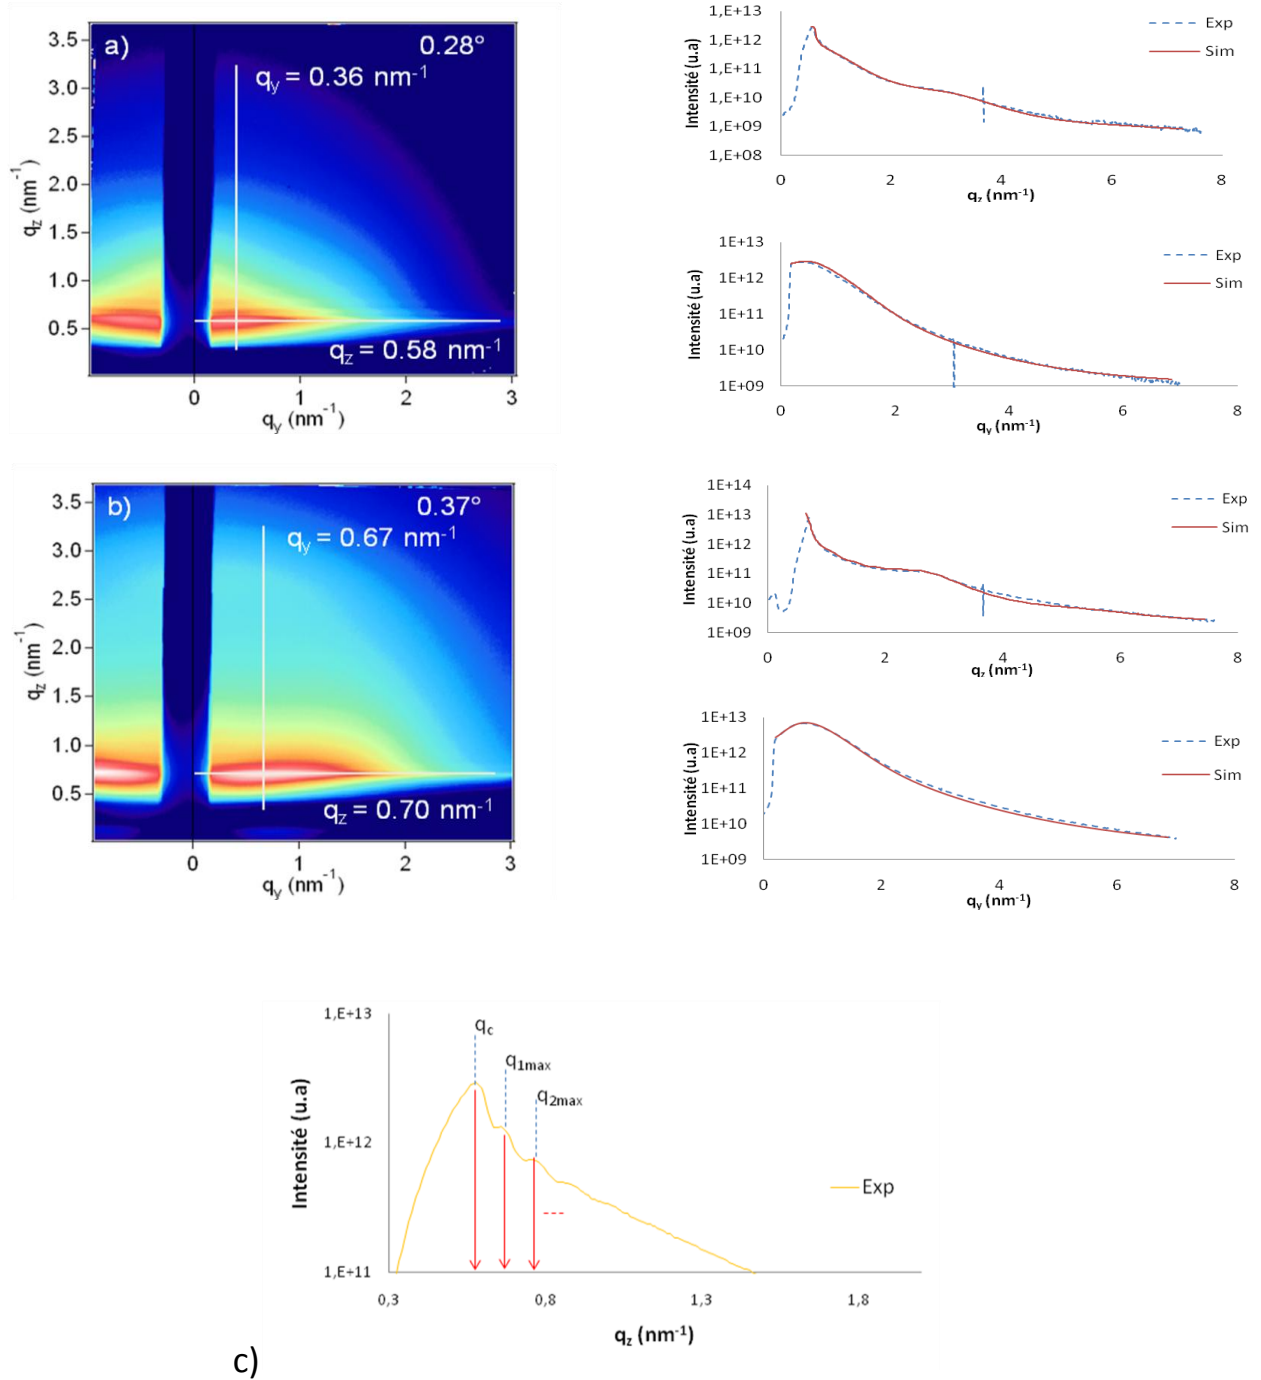 a)
0.28°
qy = 0.36 nm-1
qz = 0.58 nm-1
3.5
3.0
2.5
2.0
1.5
1.0
0.5
qz (nm-1)
0 1 2 3
qy (nm-1)
1,E+13
1,E+12
1,E+11
1,E+10
1,E+09
1,E+08
Intensité (u.a)
0 2 4 6 8
qz (nm-1)
Exp
Sim
1E+13
1E+12
1E+11
1E+10
1E+09
Intensité (u.a)
0 2 4 6 8
qy (nm-1)
Exp
Sim
b)
0.37°
qy = 0.67 nm-1
qz = 0.70 nm-1
3.5
3.0
2.5
2.0
1.5
1.0
0.5
qz (nm-1)
0 1 2 3
qy (nm-1)
1E+14
1E+13
1E+12
1E+11
1E+10
1E+09
Intensité (u.a)
0 2 4 6 8
qz (nm-1)
Exp
Sim
1E+13
1E+12
1E+11
1E+10
1E+09
Intensité (u.a)
0 2 4 6 8
qy (nm-1)
Exp
Sim
1,E+13
1,E+12
1,E+11
Intensité (u.a)
qc
q1max
q2max
Exp
0,3 0,8 1,3 1,8
qz (nm-1)
c)